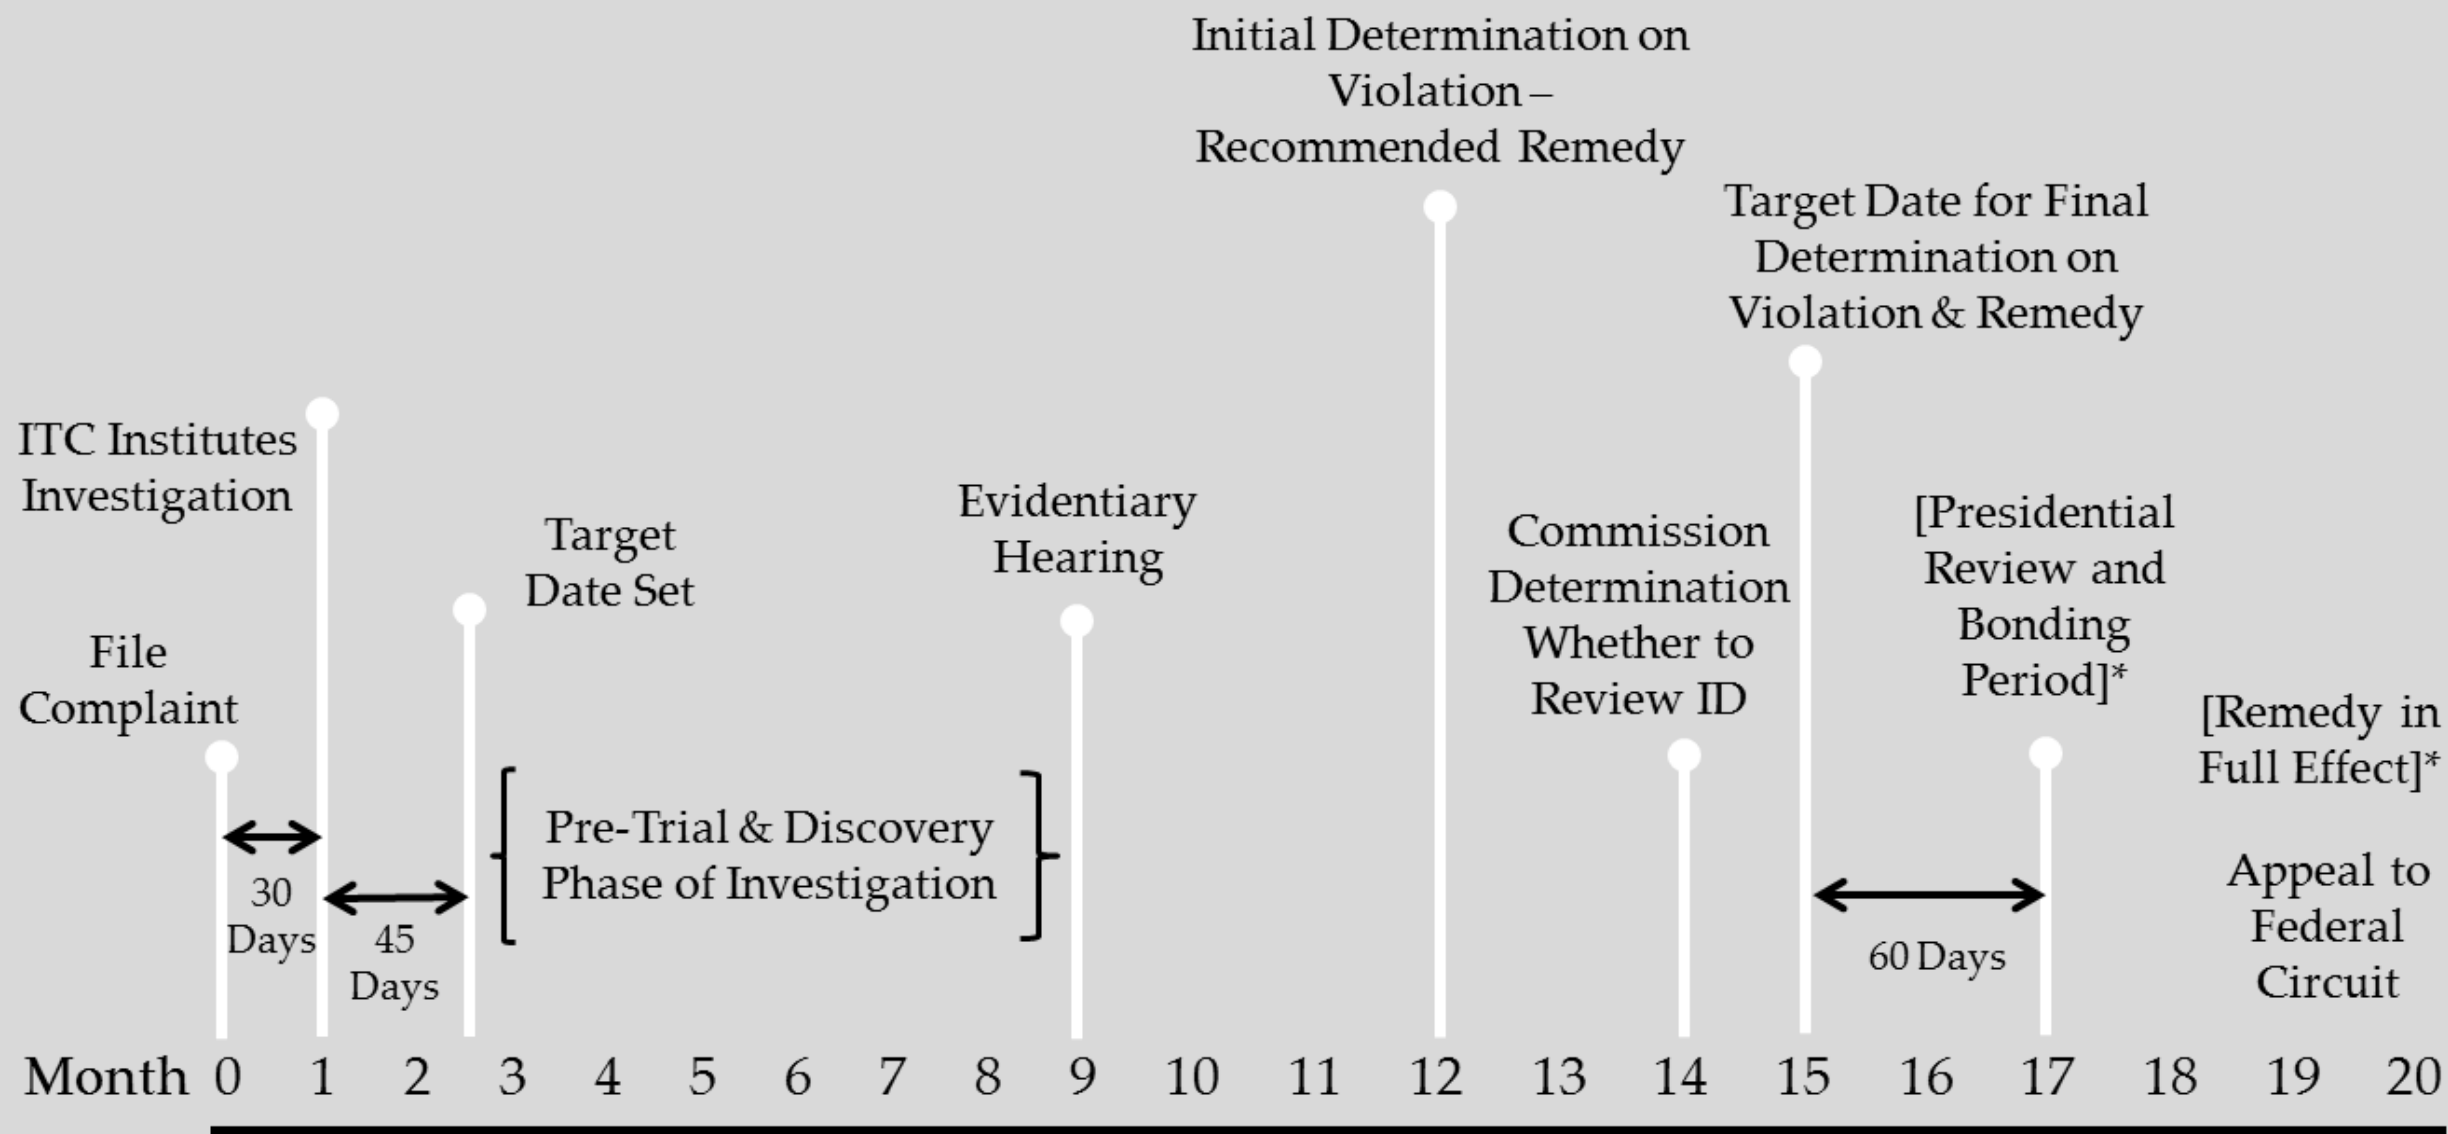 Initial Determination on
Violation –
Recommended Remedy
Target Date for Final
Determination on
Violation & Remedy
ITC Institutes
Investigation
Target
Date Set
Evidentiary
Hearing
Commission
Determination
Whether to
Review ID
[Presidential
Review and
Bonding
Period]*
File
Complaint
[Remedy in
Full Effect]*
Pre-Trial & Discovery
Phase of Investigation
30
Days
45
Days
60 Days
Appeal to
Federal
Circuit
Month 0 1 2 3 4 5 6 7 8 9 10 11 12 13 14 15 16 17 18 19 20